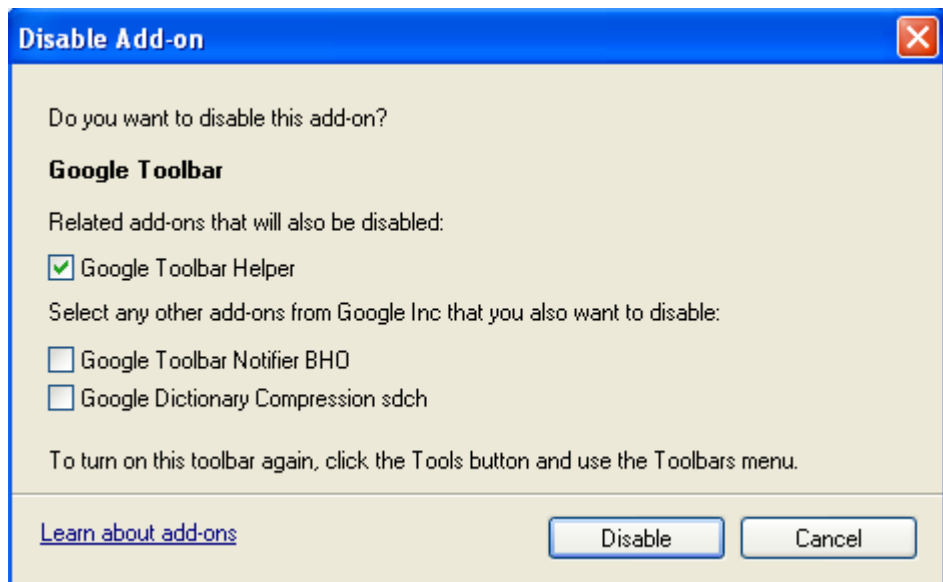 Disable Add-on
Do you want to disable this add-on?
Google Toolbar
Related add-ons that will also be disabled:
Google Toolbar Helper
Select any other add-ons from Google Inc that you also want to disable:
Google Toolbar Notifier BHO
Google Dictionary Compression sdch
To turn on this toolbar again, click the Tools button and use the Toolbars menu.
Learn about add-ons
Disable
Cancel